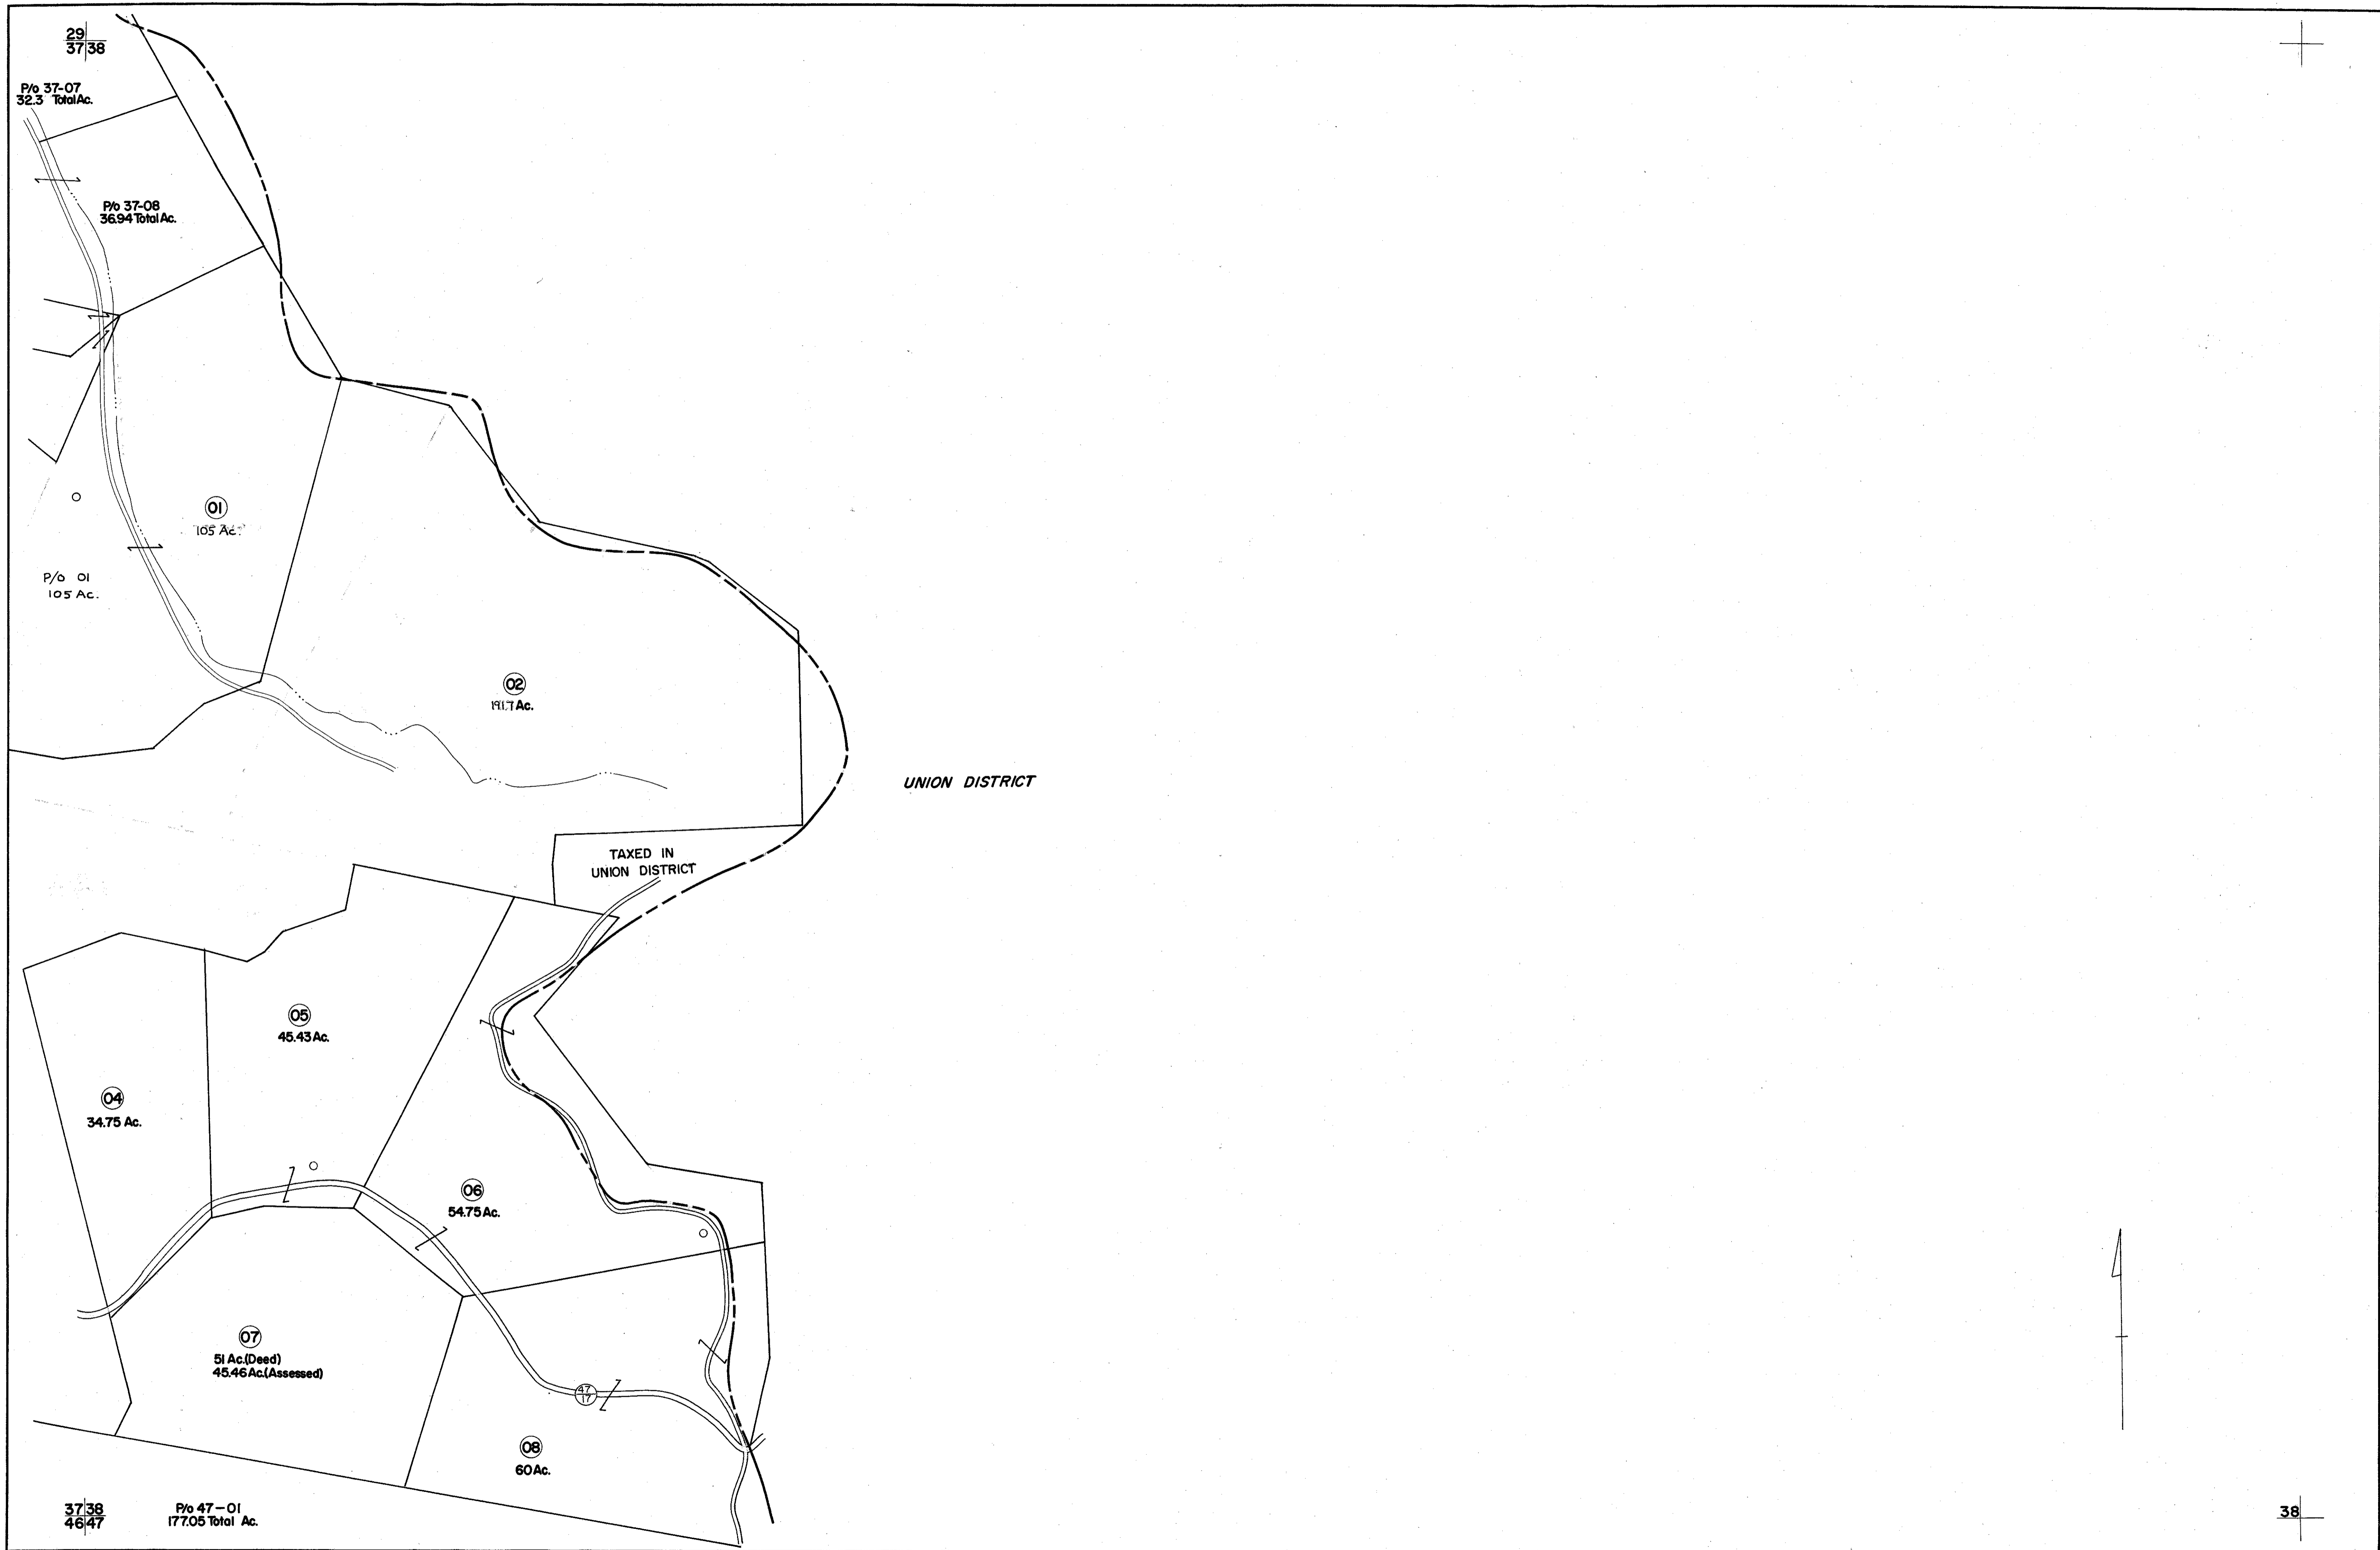 29
37 38
P/o 37-07
32.3 Total Ac.
P/o 37-08
36.94 Total Ac.
01
105 Ac.
P/o 01
105 Ac.
02
191.7 Ac.
UNION DISTRICT
TAXED IN
UNION DISTRICT
05
45.43 Ac.
04
34.75 Ac.
06
54.75 Ac.
07
51 Ac.(Deed)
45.46 Ac.(Assessed)
47
17
08
60 Ac.
37 38
46 47
P/o 47-01
177.05 Total Ac.
38